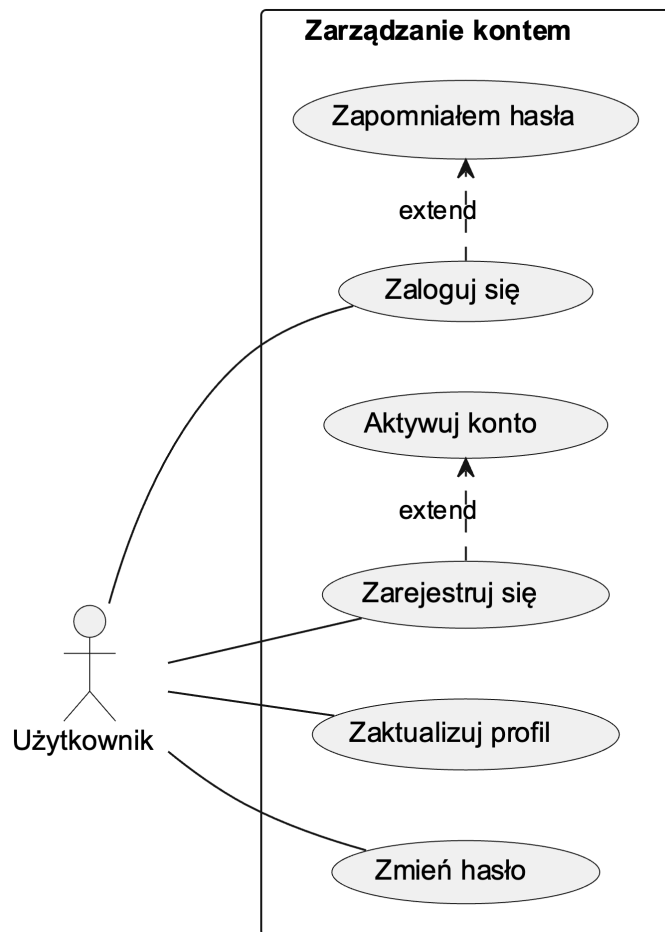 Zarządzanie kontem
Zapomniałem hasła
extend
Zaloguj się
Aktywuj konto
extend
Zarejestruj się
Użytkownik
Zaktualizuj profil
Zmień hasło